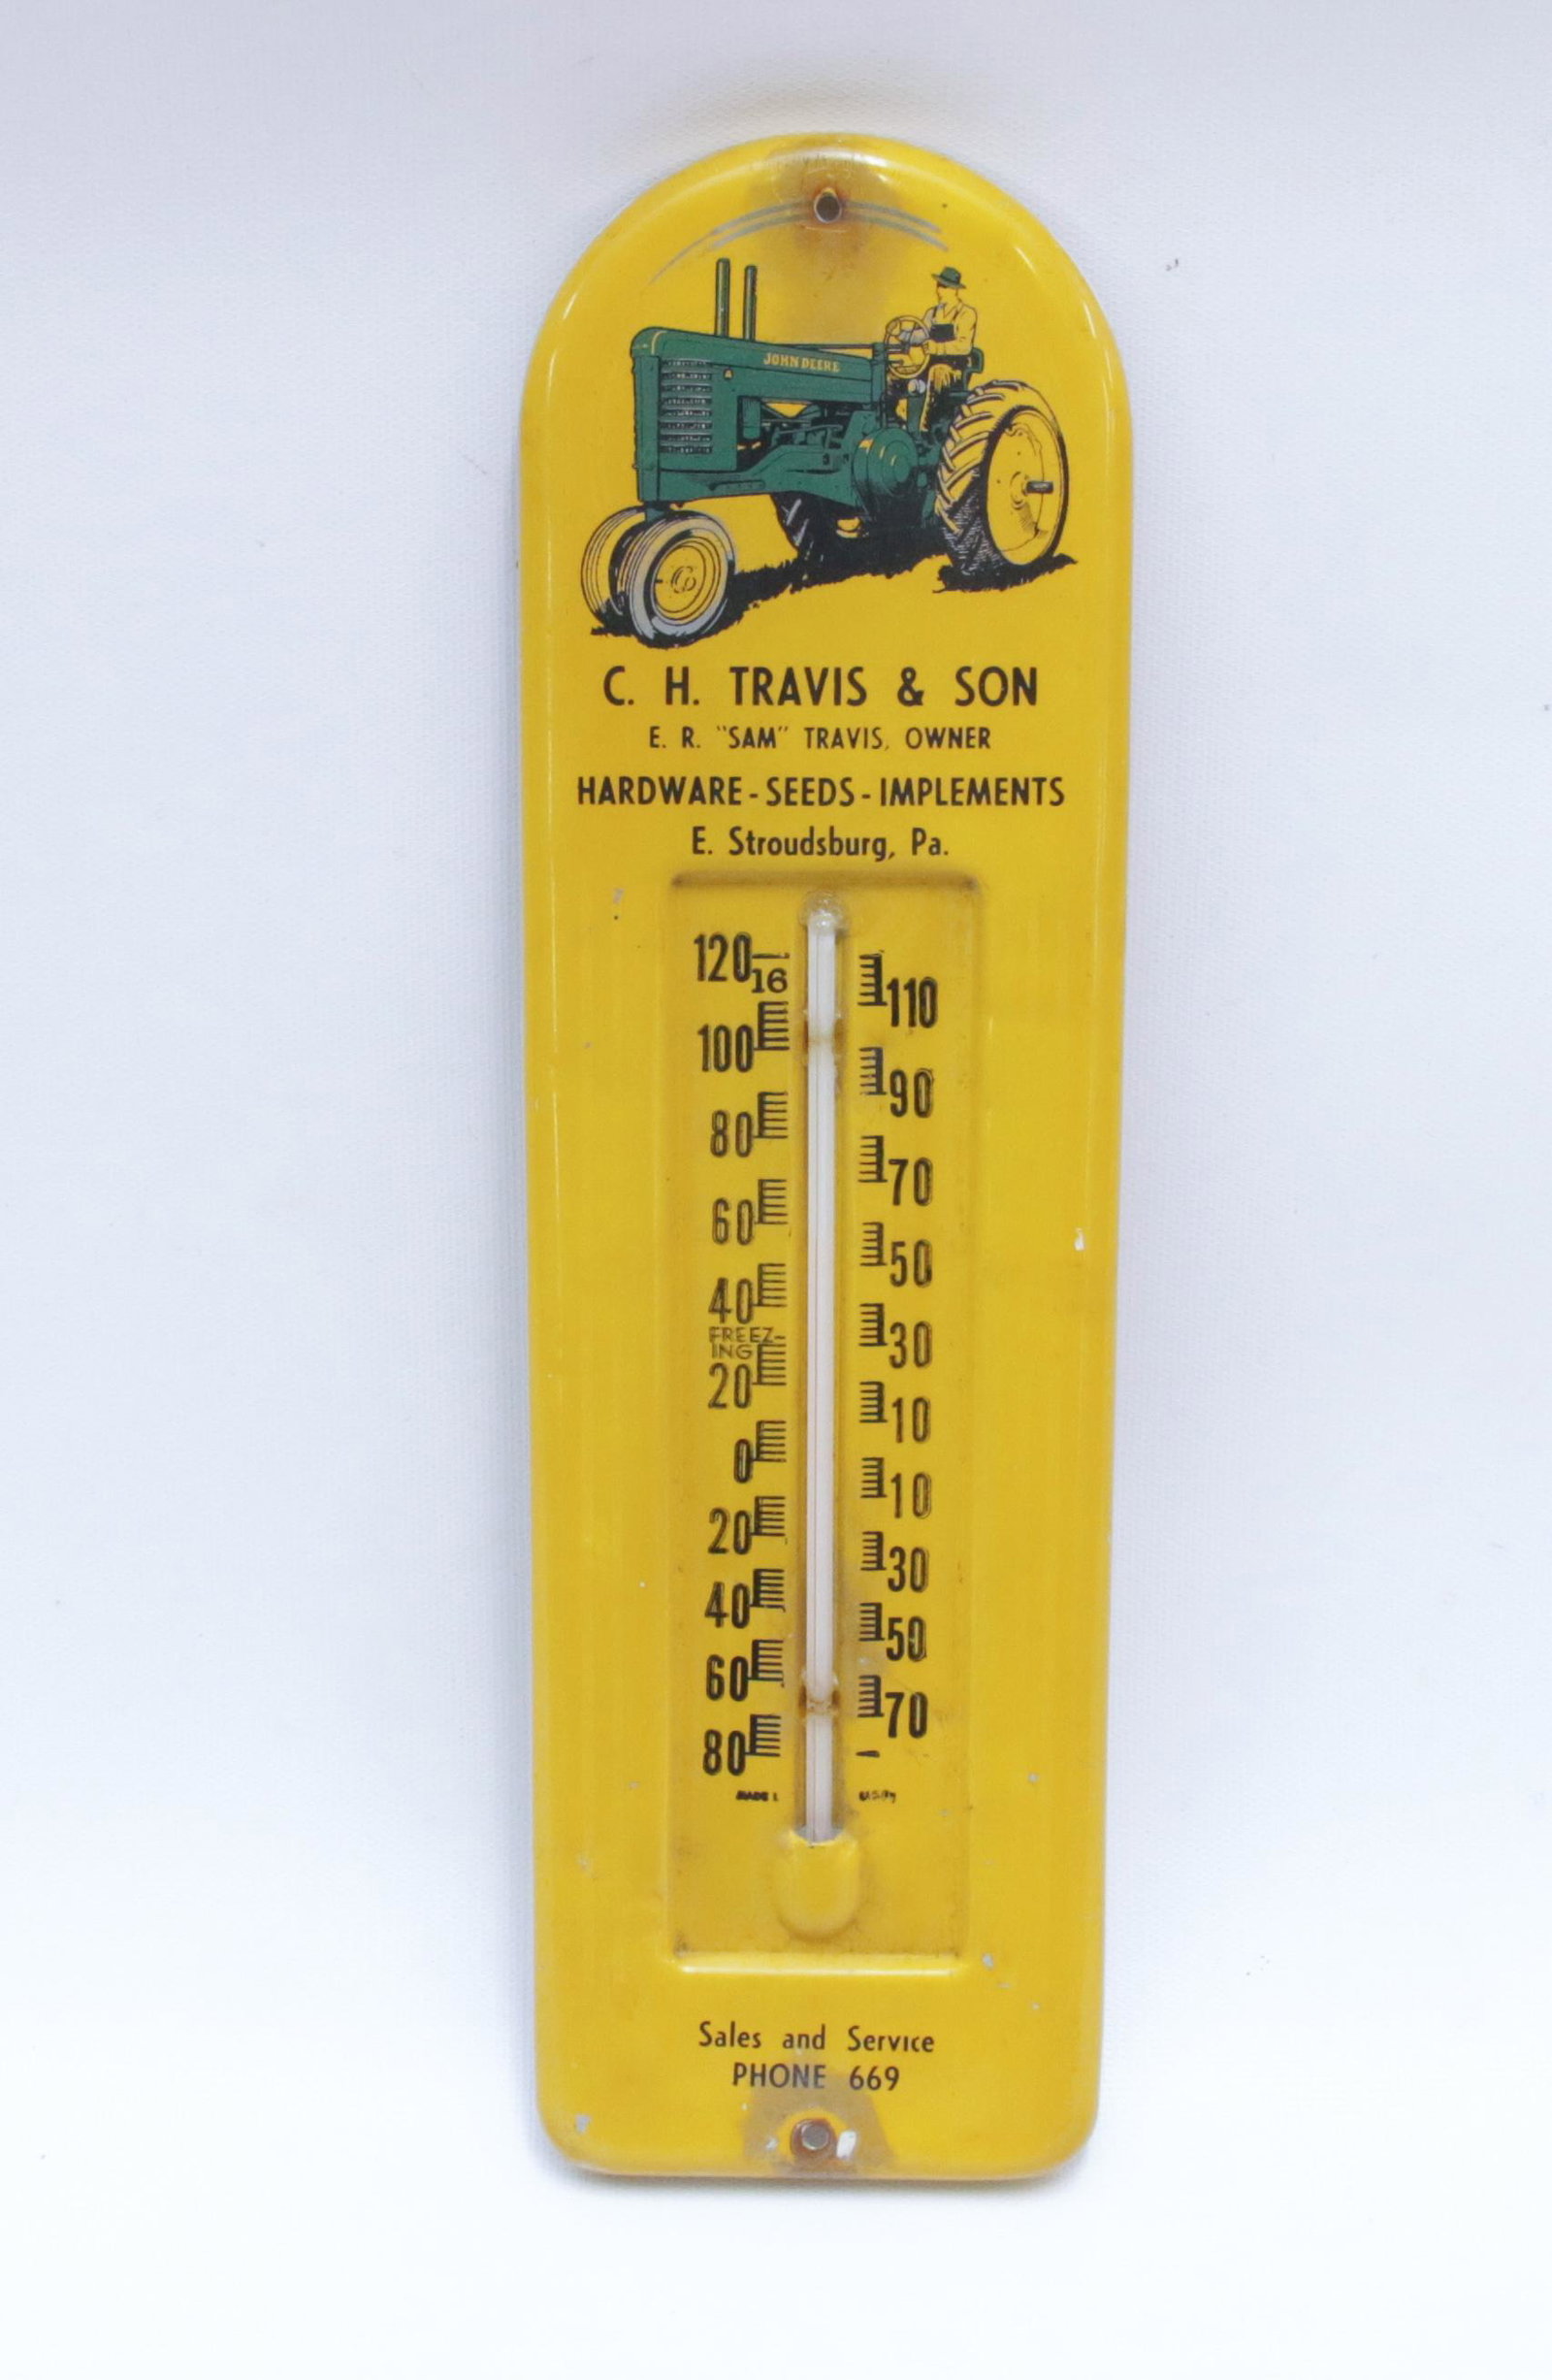 JOHN DEERE
C. H. TRAVIS & SON
E. R. "SAM" TRAVIS, OWNER
HARDWARE - SEEDS - IMPLEMENTS
E. Stroudsburg, Pa.
120
16
110
100
90
80
70
60
50
40
FREEZ-
ING
30
20
10
0
10
20
30
40
50
60
70
80
MADE
Sales and Service
PHONE 669